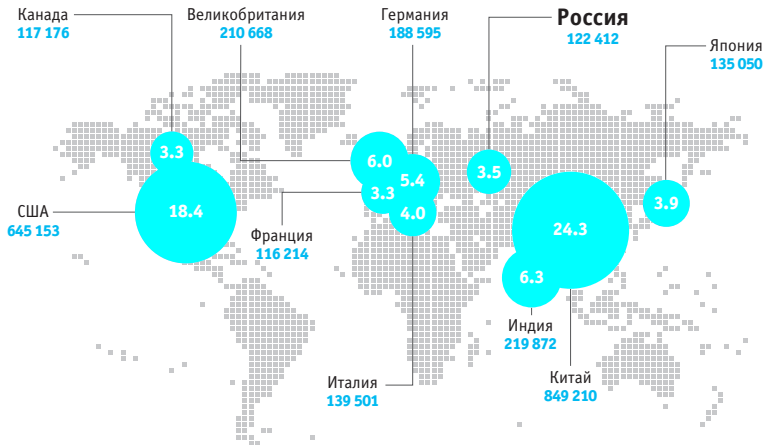 Канада
117 176
Великобритания
210 668
Германия
188 595
Россия
122 412
Япония
135 050
3.3
6.0
5.4
3.5
3.3
3.9
США
645 153
18.4
4.0
Франция
116 214
24.3
6.3
Индия
219 872
Италия
139 501
Китай
849 210